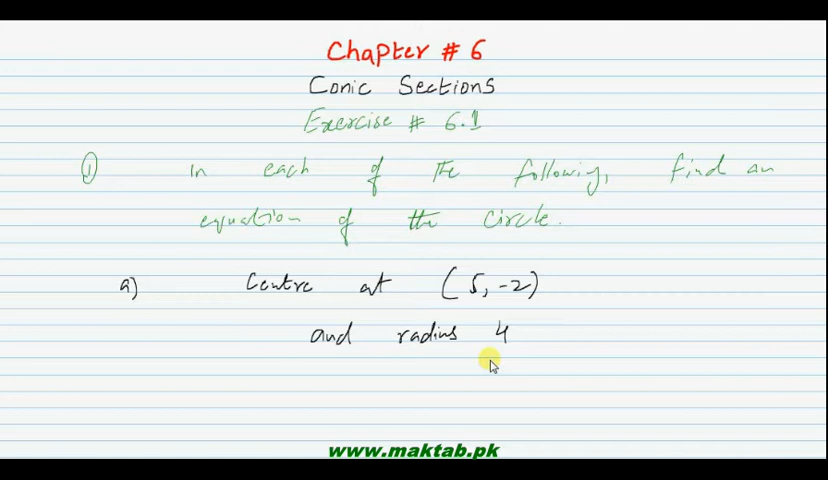 Chapter # 6
Conic Sections
Exercise # 6.1
① In each of the following, find an
equation of the circle.
a) Centre at (5, -2)
and radius 4
www.maktab.pk